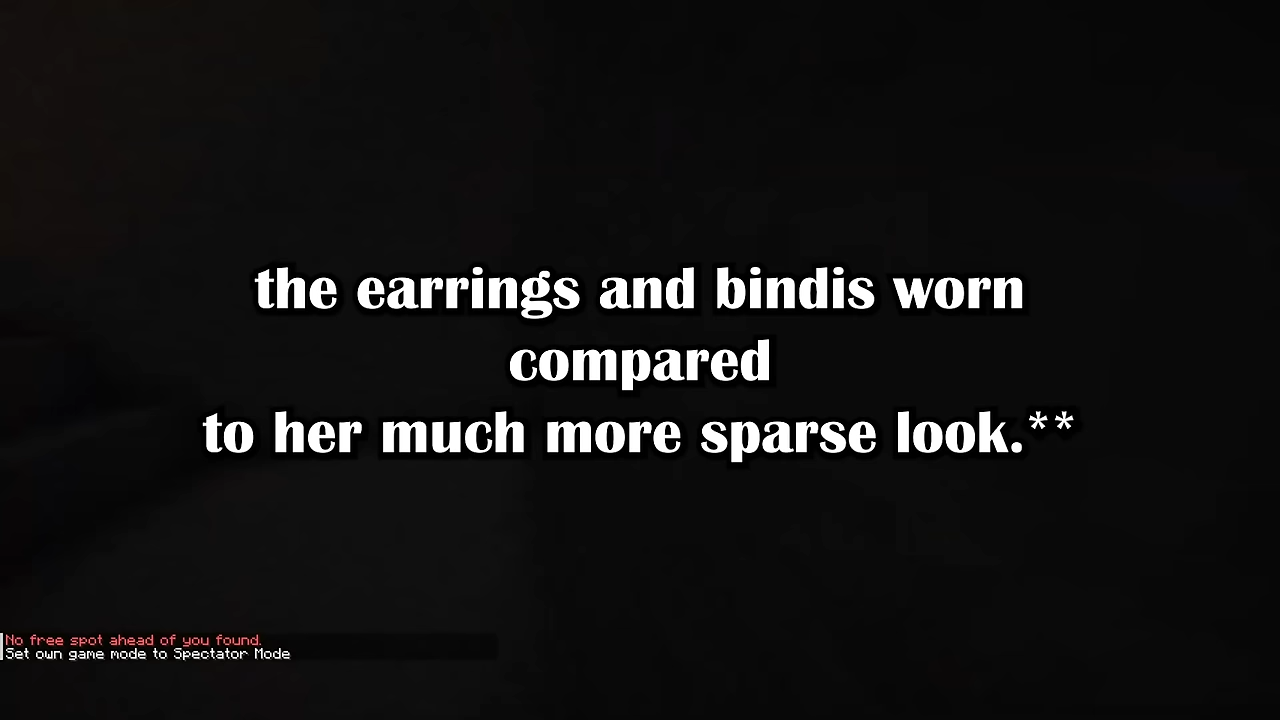 the earrings and bindis worn
compared
to her much more sparse look.**
No free spot ahead of you found.
Set own game mode to Spectator Mode